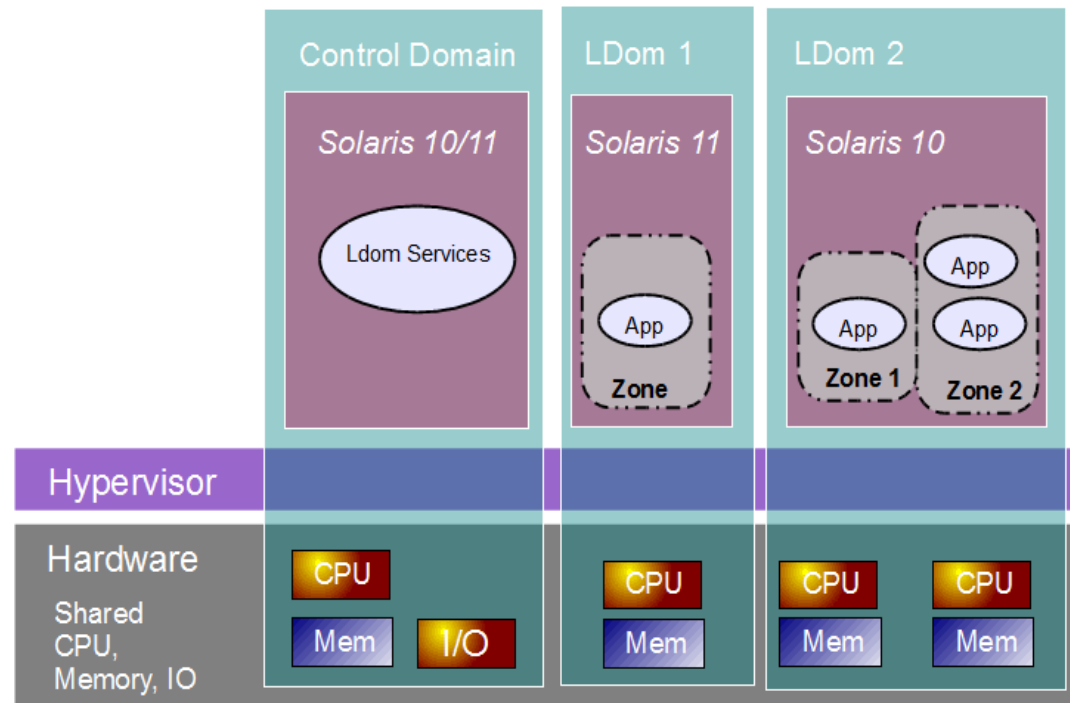 Control Domain
LDom 1
LDom 2
Solaris 10/11
Solaris 11
Solaris 10
Ldom Services
App
Zone
App
Zone 1
App
App
Zone 2
Hypervisor
Hardware
Shared
CPU,
Memory, IO
CPU
Mem
I/O
CPU
Mem
CPU
Mem
CPU
Mem